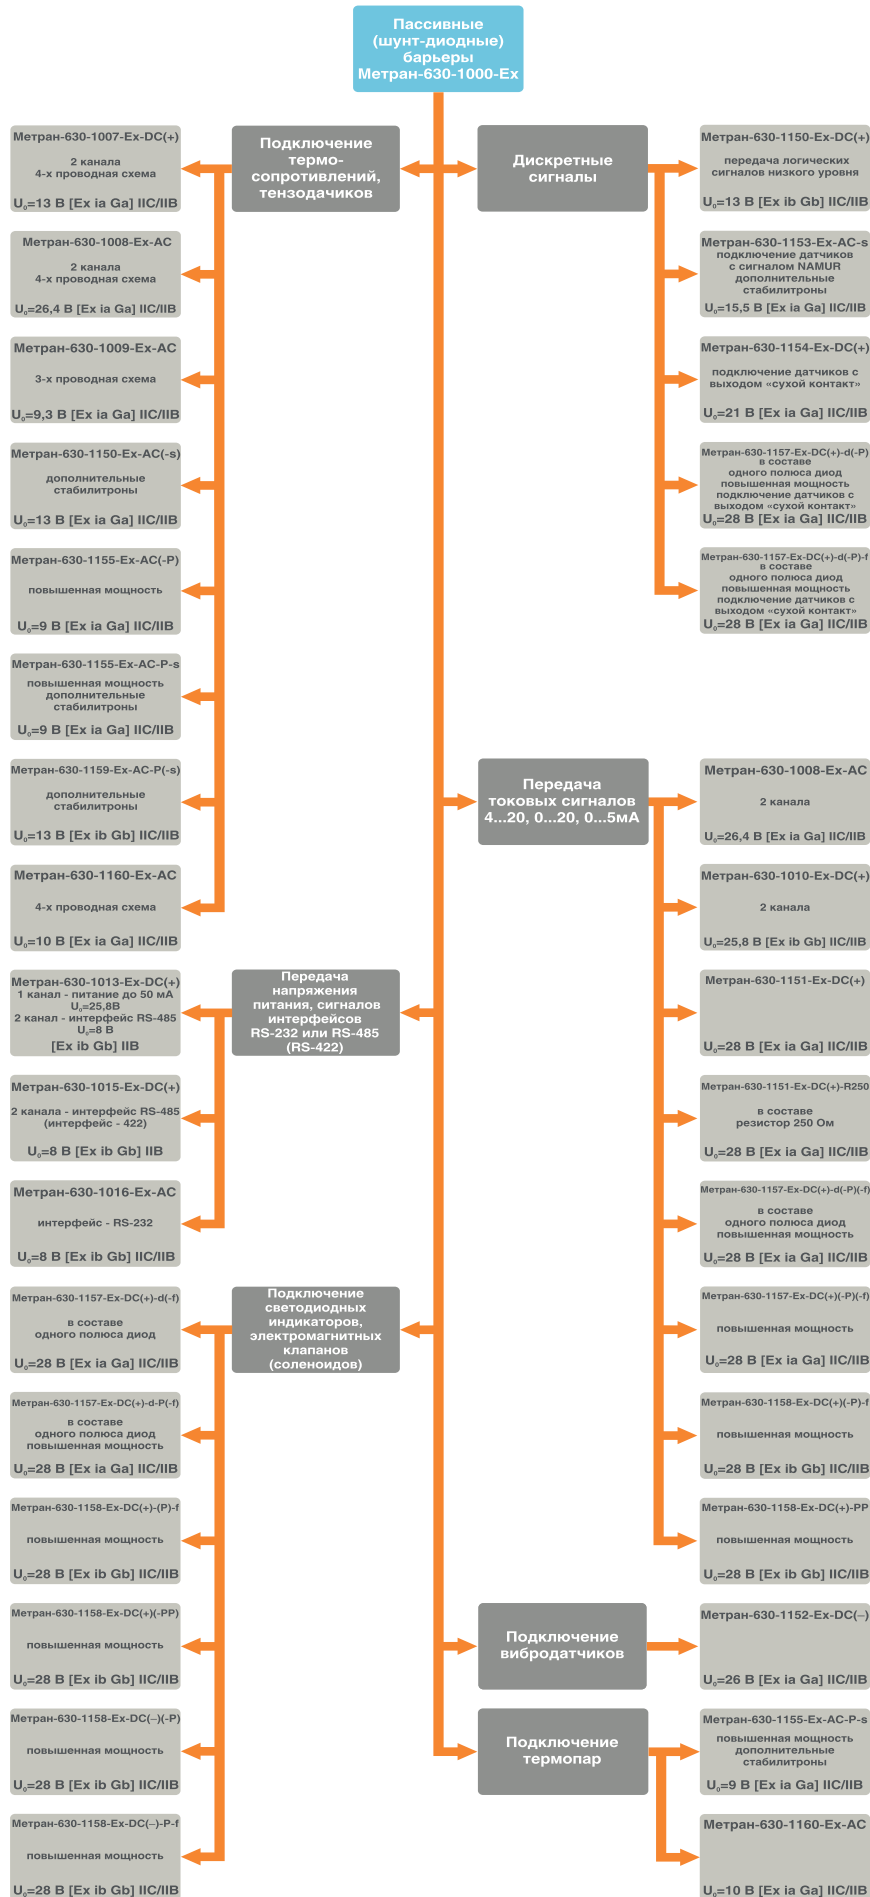 Пассивные
(шунт-диодные)
барьеры
Метран-630-1000-Ex
Подключение
термо-
сопротивлений,
тензодачиков
Метран-630-1007-Ex-DC(+)
2 канала
4-х проводная схема
U₀=13 В [Ex ia Ga] IIC/IIB
Метран-630-1008-Ex-AC
2 канала
4-х проводная схема
U₀=26,4 В [Ex ia Ga] IIC/IIB
Метран-630-1009-Ex-AC
3-х проводная схема
U₀=9,3 В [Ex ia Ga] IIC/IIB
Метран-630-1150-Ex-AC(-s)
дополнительные
стабилитроны
U₀=13 В [Ex ia Ga] IIC/IIB
Метран-630-1155-Ex-AC(-P)
повышенная мощность
U₀=9 В [Ex ia Ga] IIC/IIB
Метран-630-1155-Ex-AC-P-s
повышенная мощность
дополнительные
стабилитроны
U₀=9 В [Ex ia Ga] IIC/IIB
Метран-630-1159-Ex-AC-P(-s)
дополнительные
стабилитроны
U₀=13 В [Ex ib Gb] IIC/IIB
Метран-630-1160-Ex-AC
4-х проводная схема
U₀=10 В [Ex ia Ga] IIC/IIB
Передача
напряжения
питания, сигналов
интерфейсов
RS-232 или RS-485
(RS-422)
Метран-630-1013-Ex-DC(+)
1 канал - питание до 50 мА
U₀=25,8В
2 канал - интерфейс RS-485
U₀=8 В
[Ex ib Gb] IIB
Метран-630-1015-Ex-DC(+)
2 канала - интерфейс RS-485
(интерфейс - 422)
U₀=8 В [Ex ib Gb] IIB
Метран-630-1016-Ex-AC
интерфейс - RS-232
U₀=8 В [Ex ib Gb] IIC/IIB
Подключение
светодиодных
индикаторов,
электромагнитных
клапанов
(соленоидов)
Метран-630-1157-Ex-DC(+)-d(-f)
в составе
одного полюса диод
U₀=28 В [Ex ia Ga] IIC/IIB
Метран-630-1157-Ex-DC(+)-d-P(-f)
в составе
одного полюса диод
повышенная мощность
U₀=28 В [Ex ia Ga] IIC/IIB
Метран-630-1158-Ex-DC(+)-(P)-f
повышенная мощность
U₀=28 В [Ex ib Gb] IIC/IIB
Метран-630-1158-Ex-DC(+)(-PP)
повышенная мощность
U₀=28 В [Ex ib Gb] IIC/IIB
Метран-630-1158-Ex-DC(–)(-P)
повышенная мощность
U₀=28 В [Ex ib Gb] IIC/IIB
Метран-630-1158-Ex-DC(–)-P-f
повышенная мощность
U₀=28 В [Ex ib Gb] IIC/IIB
Дискретные
сигналы
Метран-630-1150-Ex-DC(+)
передача логических
сигналов низкого уровня
U₀=13 В [Ex ib Gb] IIC/IIB
Метран-630-1153-Ex-AC-s
подключение датчиков
с сигналом NAMUR
дополнительные
стабилитроны
U₀=15,5 В [Ex ia Ga] IIC/IIB
Метран-630-1154-Ex-DC(+)
подключение датчиков с
выходом «сухой контакт»
U₀=21 В [Ex ia Ga] IIC/IIB
Метран-630-1157-Ex-DC(+)-d(-P)
в составе
одного полюса диод
повышенная мощность
подключение датчиков с
выходом «сухой контакт»
U₀=28 В [Ex ia Ga] IIC/IIB
Метран-630-1157-Ex-DC(+)-d(-P)-f
в составе
одного полюса диод
повышенная мощность
подключение датчиков с
выходом «сухой контакт»
U₀=28 В [Ex ia Ga] IIC/IIB
Передача
токовых сигналов
4...20, 0...20, 0...5мА
Метран-630-1008-Ex-AC
2 канала
U₀=26,4 В [Ex ia Ga] IIC/IIB
Метран-630-1010-Ex-DC(+)
2 канала
U₀=25,8 В [Ex ib Gb] IIC/IIB
Метран-630-1151-Ex-DC(+)
U₀=28 В [Ex ia Ga] IIC/IIB
Метран-630-1151-Ex-DC(+)-R250
в составе
резистор 250 Ом
U₀=28 В [Ex ia Ga] IIC/IIB
Метран-630-1157-Ex-DC(+)-d(-P)(-f)
в составе
одного полюса диод
повышенная мощность
U₀=28 В [Ex ia Ga] IIC/IIB
Метран-630-1157-Ex-DC(+)(-P)(-f)
повышенная мощность
U₀=28 В [Ex ia Ga] IIC/IIB
Метран-630-1158-Ex-DC(+)(-P)-f
повышенная мощность
U₀=28 В [Ex ib Gb] IIC/IIB
Метран-630-1158-Ex-DC(+)-PP
повышенная мощность
U₀=28 В [Ex ib Gb] IIC/IIB
Подключение
вибродатчиков
Метран-630-1152-Ex-DC(–)
U₀=26 В [Ex ia Ga] IIC/IIB
Подключение
термопар
Метран-630-1155-Ex-AC-P-s
повышенная мощность
дополнительные
стабилитроны
U₀=9 В [Ex ia Ga] IIC/IIB
Метран-630-1160-Ex-AC
U₀=10 В [Ex ia Ga] IIC/IIB